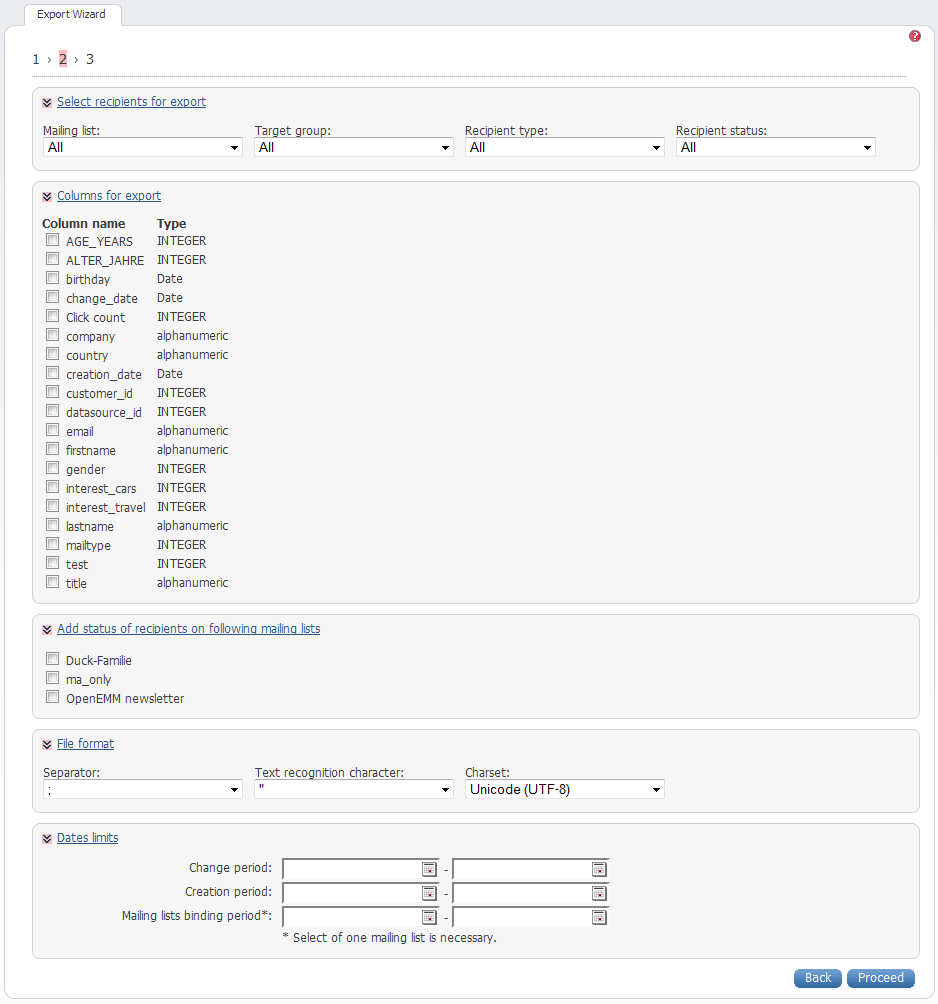 Export Wizard
?
1 › 2 › 3
Select recipients for export
Mailing list: Target group: Recipient type: Recipient status:
All All All All
Columns for export
Column name Type
AGE_YEARS INTEGER
ALTER_JAHRE INTEGER
birthday Date
change_date Date
Click count INTEGER
company alphanumeric
country alphanumeric
creation_date Date
customer_id INTEGER
datasource_id INTEGER
email alphanumeric
firstname alphanumeric
gender INTEGER
interest_cars INTEGER
interest_travel INTEGER
lastname alphanumeric
mailtype INTEGER
test INTEGER
title alphanumeric
Add status of recipients on following mailing lists
Duck-Familie
ma_only
OpenEMM newsletter
File format
Separator: Text recognition character: Charset:
; " Unicode (UTF-8)
Dates limits
Change period: -
Creation period: -
Mailing lists binding period*: -
* Select of one mailing list is necessary.
Back Proceed